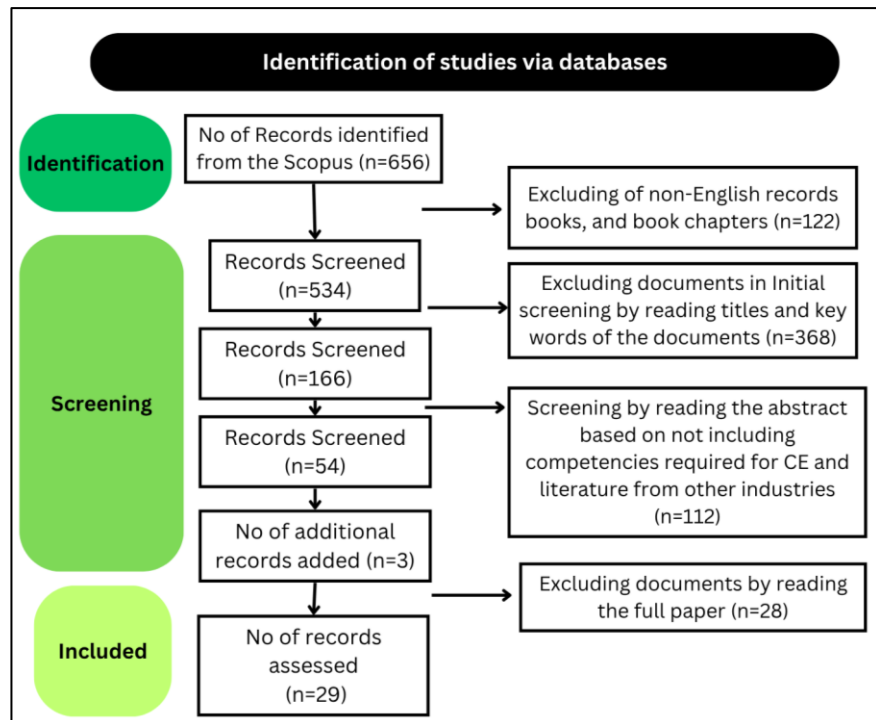 Identification of studies via databases
Identification
No of Records identified
from the Scopus (n=656)
Excluding of non-English records
books, and book chapters (n=122)
Screening
Records Screened
(n=534)
Excluding documents in Initial
screening by reading titles and key
words of the documents (n=368)
Records Screened
(n=166)
Screening by reading the abstract
based on not including
competencies required for CE and
literature from other industries
(n=112)
Records Screened
(n=54)
No of additional
records added (n=3)
Excluding documents by reading
the full paper (n=28)
Included
No of records
assessed
(n=29)